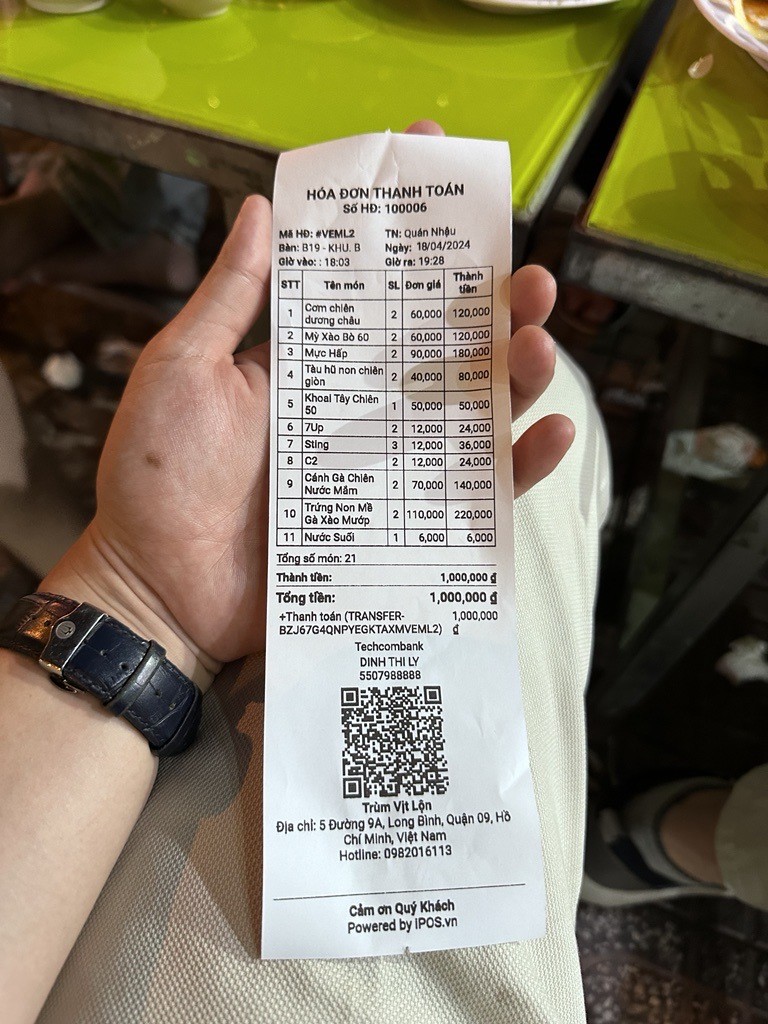 HÓA ĐƠN THANH TOÁN
Số HĐ: 100006
Mã HĐ: #VEML2 TN: Quán Nhậu
Bàn: B19 - KHU. B Ngày: 18/04/2024
Giờ vào: : 18:03 Giờ ra: 19:28
STT Tên món SL Đơn giá Thành tiền
1 Cơm chiên dương châu 2 60,000 120,000
2 Mỳ Xào Bò 60 2 60,000 120,000
3 Mực Hấp 2 90,000 180,000
4 Tàu hũ non chiên giòn 2 40,000 80,000
5 Khoai Tây Chiên 50 1 50,000 50,000
6 7Up 2 12,000 24,000
7 Sting 3 12,000 36,000
8 C2 2 12,000 24,000
9 Cánh Gà Chiên Nước Mắm 2 70,000 140,000
10 Trứng Non Mề Gà Xào Mướp 2 110,000 220,000
11 Nước Suối 1 6,000 6,000
Tổng số món: 21
Thành tiền: 1,000,000 ₫
Tổng tiền: 1,000,000 ₫
+Thanh toán (TRANSFER- 1,000,000
BZJ67G4QNPYEGKTAXMVEML2) ₫
Techcombank
DINH THI LY
5507988888
Trùm Vịt Lộn
Địa chỉ: 5 Đường 9A, Long Bình, Quận 09, Hồ
Chí Minh, Việt Nam
Hotline: 0982016113
Cảm ơn Quý Khách
Powered by iPOS.vn